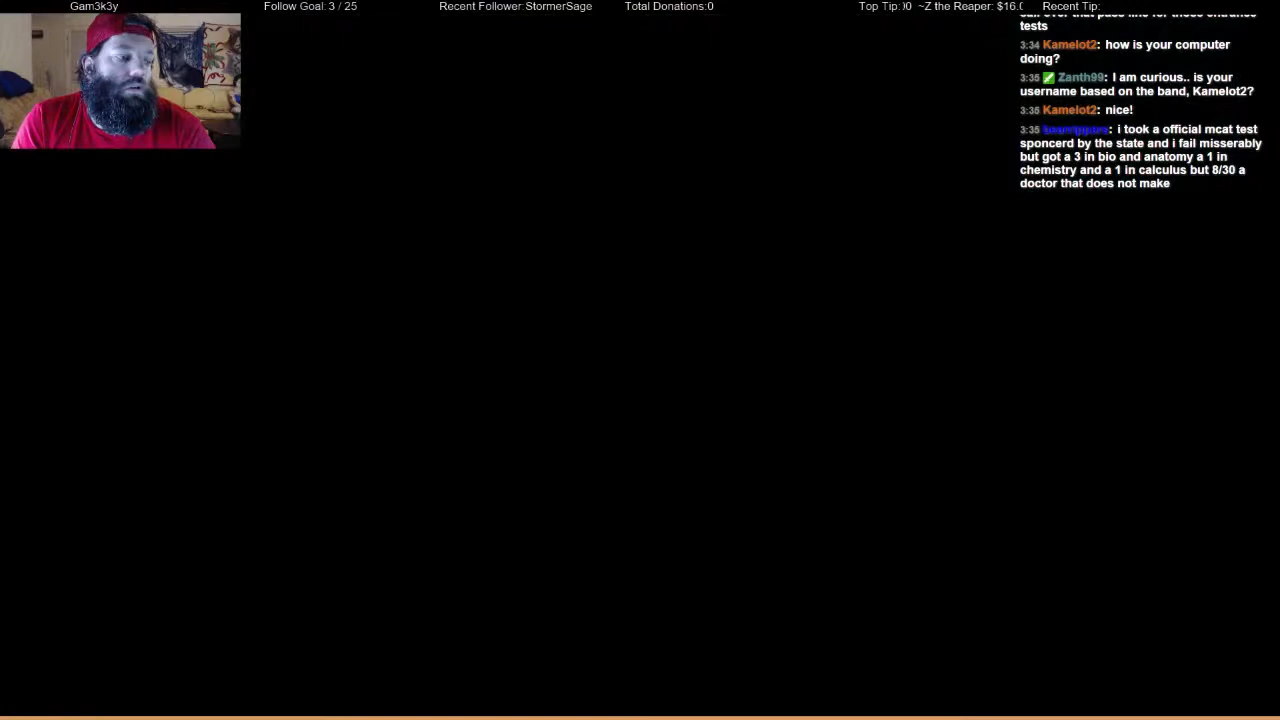 Gam3k3y
Follow Goal: 3 / 25
Recent Follower:StormerSage
Total Donations:0
Top Tip: ~Z the Reaper: $16.
Recent Tip:
tests
3:34 Kamelot2: how is your computer
doing?
3:35 Zanth99: I am curious.. is your
username based on the band, Kamelot2?
3:35 Kamelot2: nice!
3:35 : i took a official mcat test
sponcerd by the state and i fail misserably
but got a 3 in bio and anatomy a 1 in
chemistry and a 1 in calculus but 8/30 a
doctor that does not make